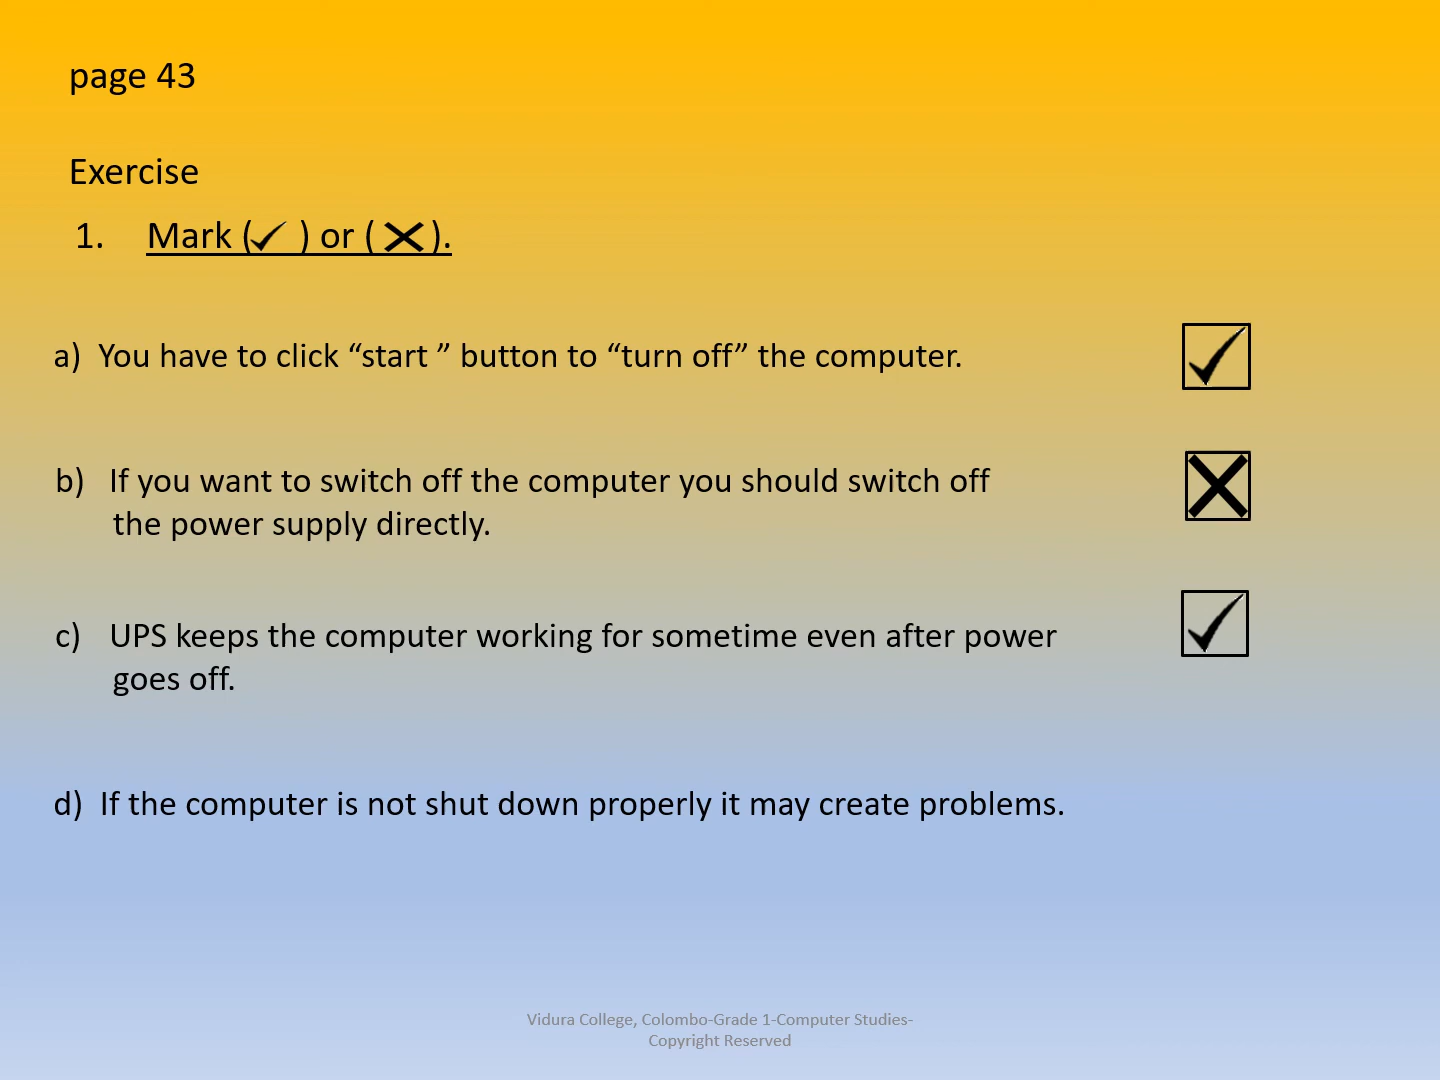 page 43
Exercise
1. Mark (✓ ) or ( ✕ ).
a) You have to click “start ” button to “turn off” the computer.
b) If you want to switch off the computer you should switch off
the power supply directly.
c) UPS keeps the computer working for sometime even after power
goes off.
d) If the computer is not shut down properly it may create problems.
Vidura College, Colombo-Grade 1-Computer Studies-
Copyright Reserved